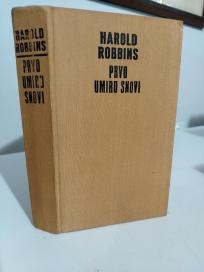 HAROLD
ROBBINS
PRVO
UMIRU SNOVI
HAROLD
ROBBINS
PRVO
UMIRU
SNOVI